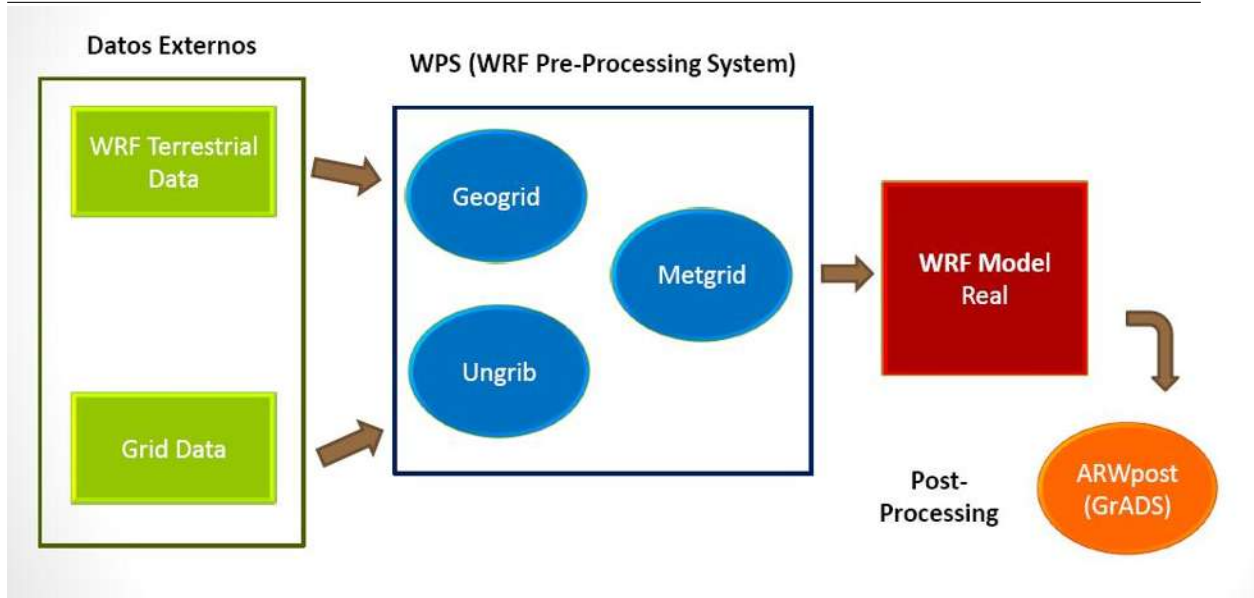 Datos Externos
WPS (WRF Pre-Processing System)
WRF Terrestrial
Data
Geogrid
Metgrid
WRF Model
Real
Ungrib
Grid Data
Post-
Processing
ARWpost
(GrADS)